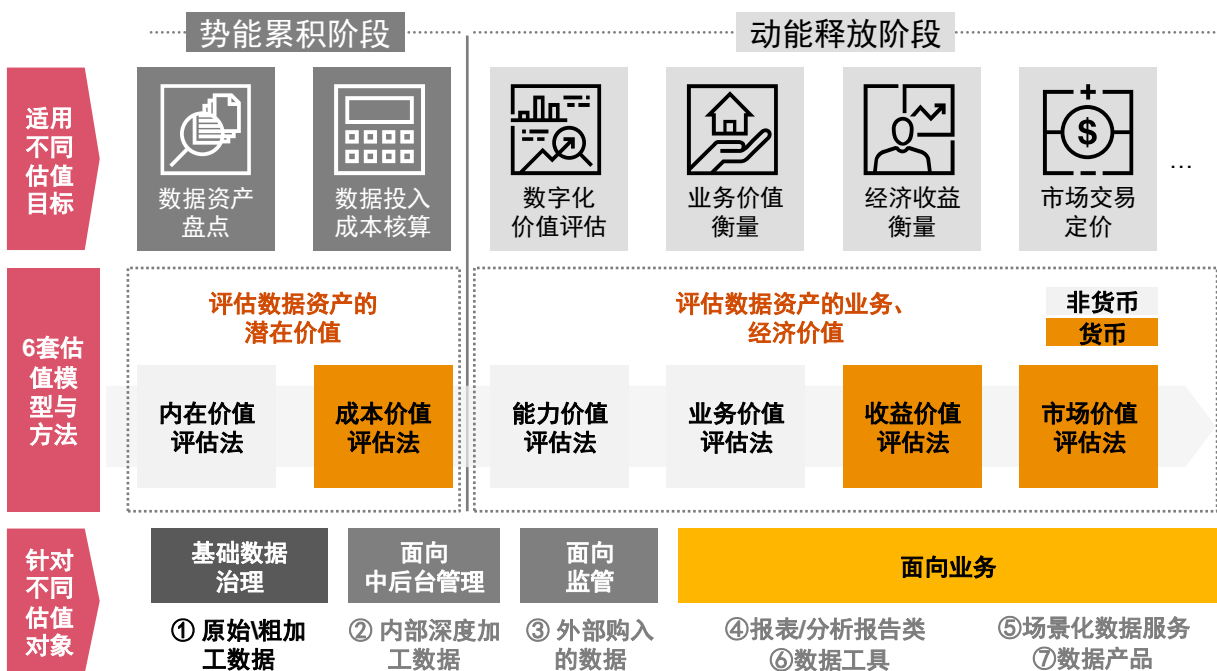 势能累积阶段
动能释放阶段
适用
不同
估值
目标
数据资产
盘点
数据投入
成本核算
数字化
价值评估
业务价值
衡量
经济收益
衡量
$
市场交易
定价
...
6套估
值模
型与
方法
评估数据资产的
潜在价值
评估数据资产的业务、
经济价值
非货币
货币
内在价值
评估法
成本价值
评估法
能力价值
评估法
业务价值
评估法
收益价值
评估法
市场价值
评估法
针对
不同
估值
对象
基础数据
治理
面向
中后台管理
面向
监管
面向业务
① 原始\粗加
工数据
② 内部深度加
工数据
③ 外部购入
的数据
④报表/分析报告类
⑤场景化数据服务
⑥数据工具
⑦数据产品